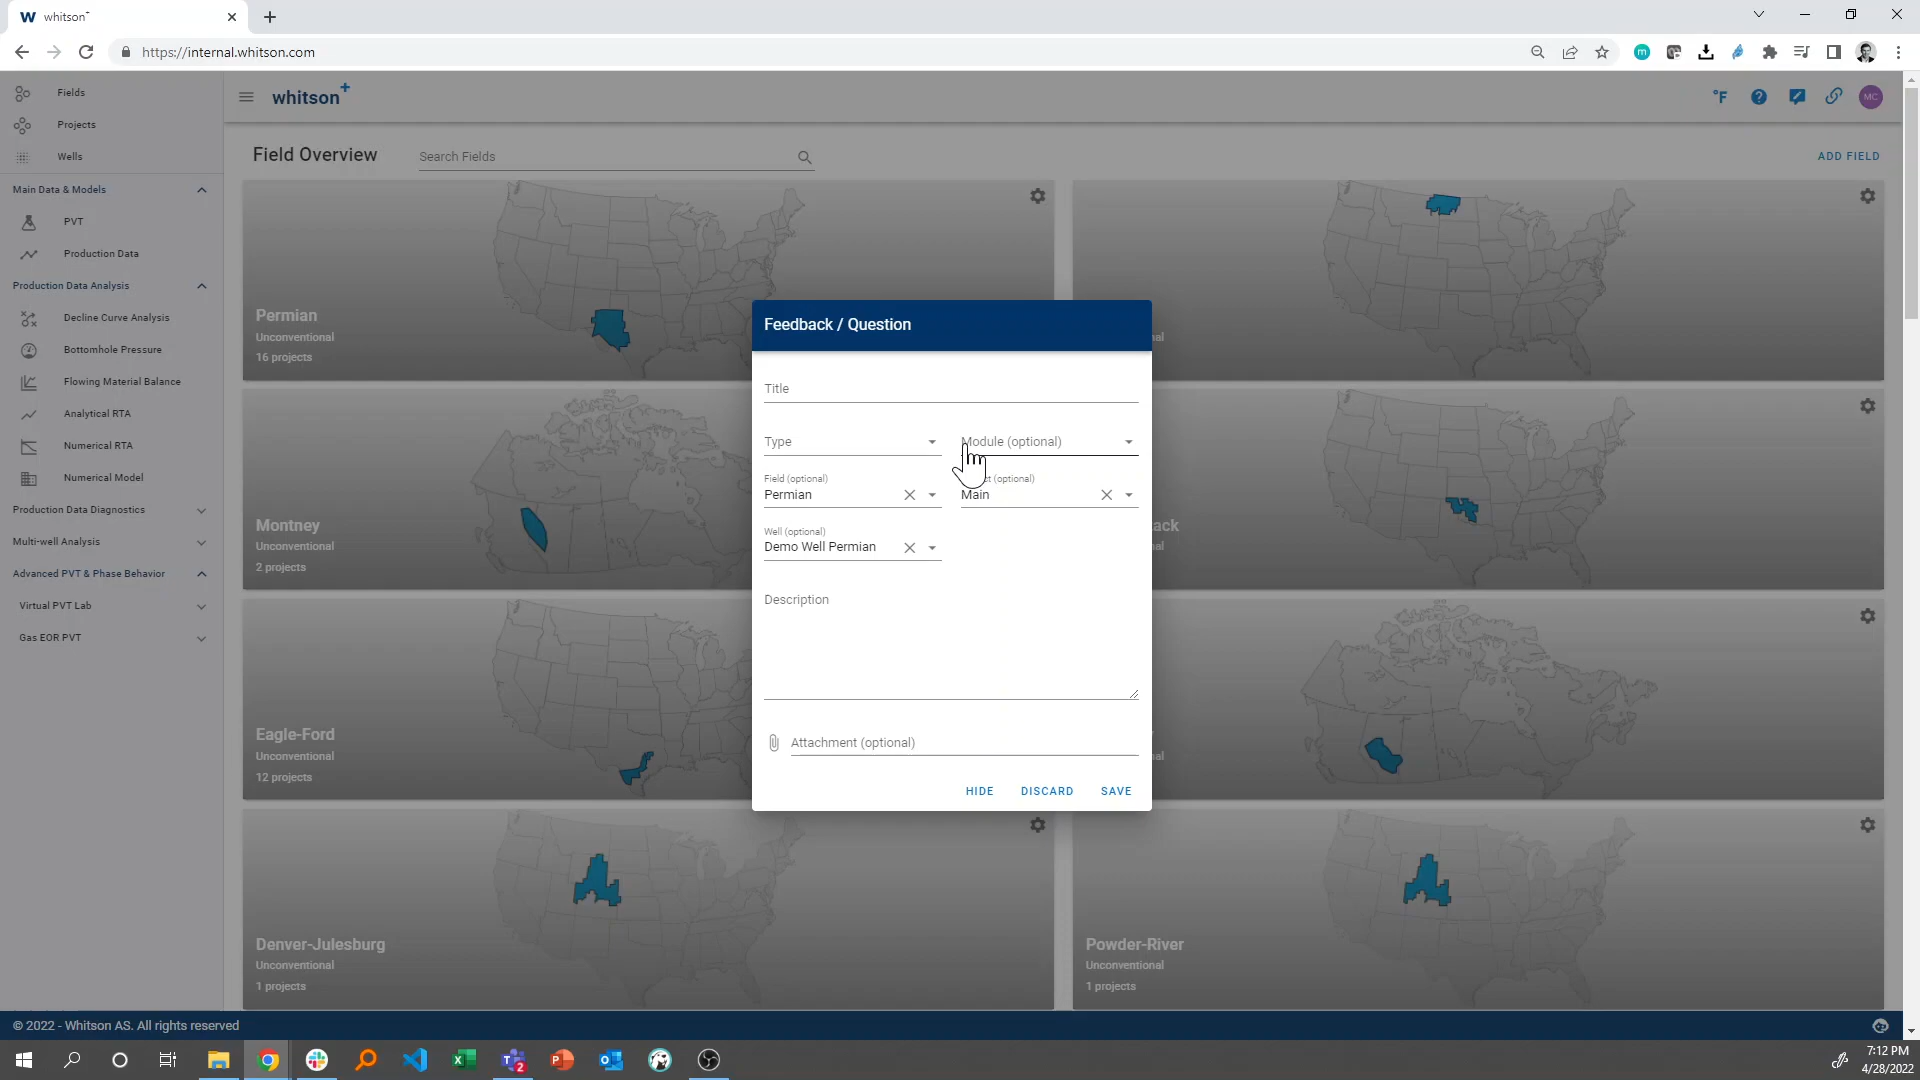 whitson+
https://internal.whitson.com
Fields
Projects
Wells
Main Data & Models
PVT
Production Data
Production Data Analysis
Decline Curve Analysis
Bottomhole Pressure
Flowing Material Balance
Analytical RTA
Numerical RTA
Numerical Model
Production Data Diagnostics
Multi-well Analysis
Advanced PVT & Phase Behavior
Virtual PVT Lab
Gas EOR PVT
whitson+
°F
MC
Field Overview
Search Fields
ADD FIELD
Permian
Unconventional
16 projects
Montney
Unconventional
2 projects
Eagle-Ford
Unconventional
12 projects
Denver-Julesburg
Unconventional
1 projects
Powder-River
Unconventional
1 projects
Feedback / Question
Title
Type
Module (optional)
Field (optional)
Permian
(optional)
Main
Well (optional)
Demo Well Permian
Description
Attachment (optional)
HIDE DISCARD SAVE
© 2022 - Whitson AS. All rights reserved
7:12 PM
4/28/2022